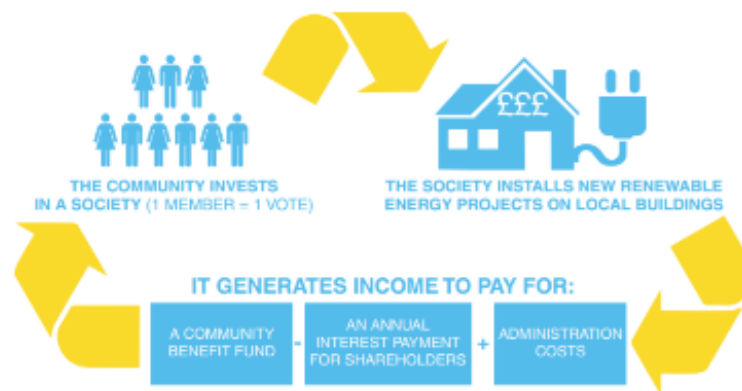 £££
THE COMMUNITY INVESTS
IN A SOCIETY (1 MEMBER = 1 VOTE)
THE SOCIETY INSTALLS NEW RENEWABLE
ENERGY PROJECTS ON LOCAL BUILDINGS
IT GENERATES INCOME TO PAY FOR:
A COMMUNITY
BENEFIT FUND
-
AN ANNUAL
INTEREST PAYMENT
FOR SHAREHOLDERS
+
ADMINISTRATION
COSTS